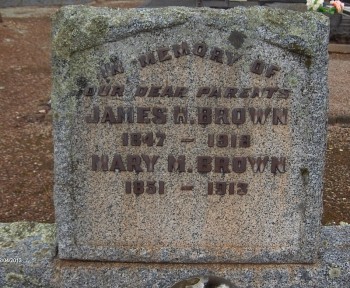 IN MEMORY OF
OUR DEAR PARENTS
JAMES H. BROWN
1847 – 1918
MARY M. BROWN
1851 – 1913